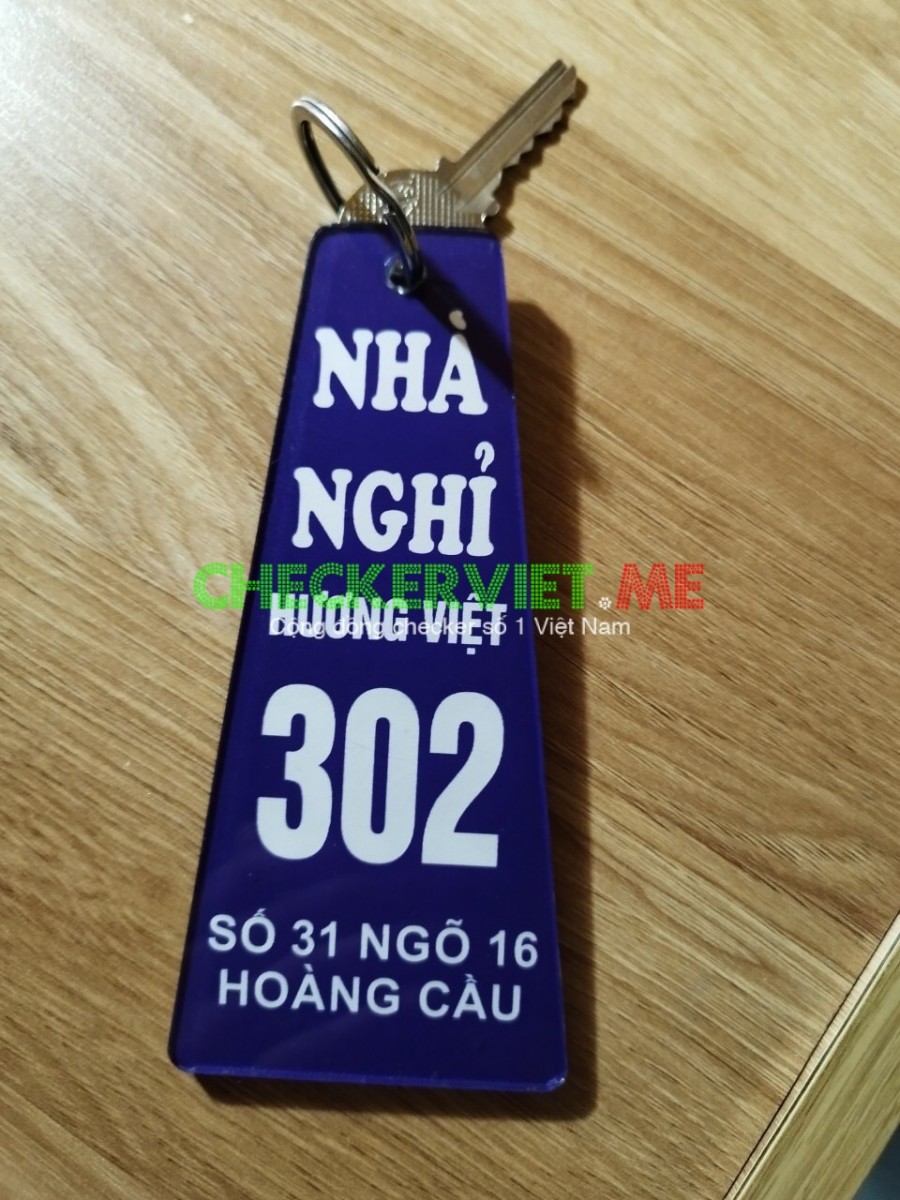 NHÀ
NGHỈ
CHECKERVIET.ME
HƯƠNG VIỆT
Cộng đồng checker số 1 Việt Nam
302
SỐ 31 NGÕ 16
HOÀNG CẦU